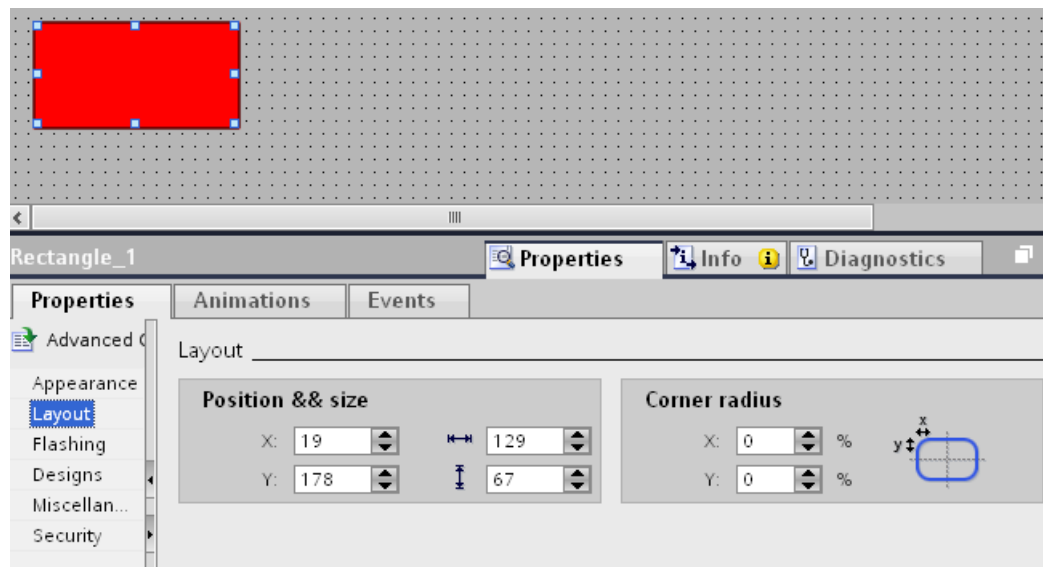 Rectangle_1
Properties
Info
Diagnostics
Properties
Animations
Events
Advanced
Layout
Appearance
Layout
Flashing
Designs
Miscellan...
Security
Position && size
X: 19
129
Y: 178
67
Corner radius
X: 0 %
Y: 0 %
x
y